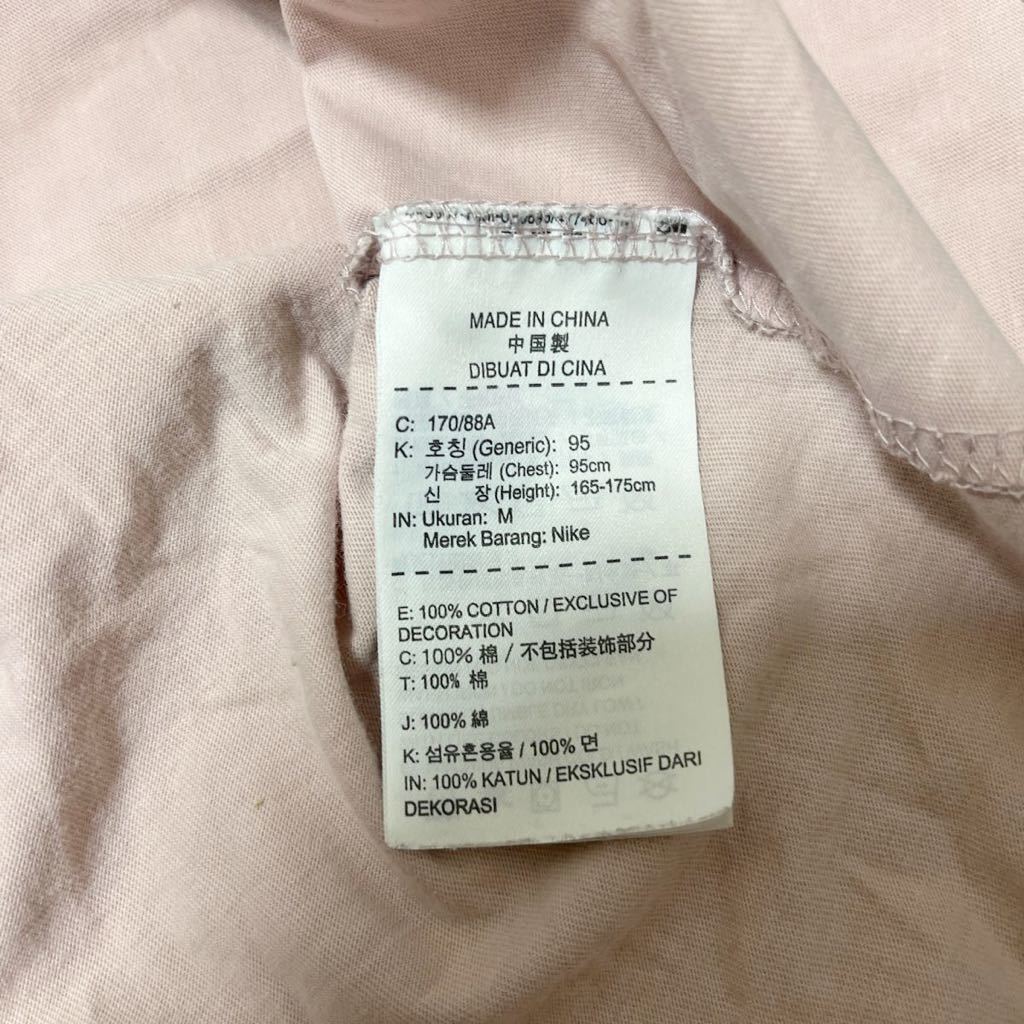 MADE IN CHINA
中国製
DIBUAT DI CINA
C: 170/88A
K: 호칭 (Generic): 95
가슴둘레 (Chest): 95cm
신 장 (Height): 165-175cm
IN: Ukuran: M
Merek Barang: Nike
E: 100% COTTON / EXCLUSIVE OF
DECORATION
C: 100% 棉 / 不包括装饰部分
T: 100% 棉
J: 100% 綿
K: 섬유혼용율 / 100% 면
IN: 100% KATUN / EKSKLUSIF DARI
DEKORASI